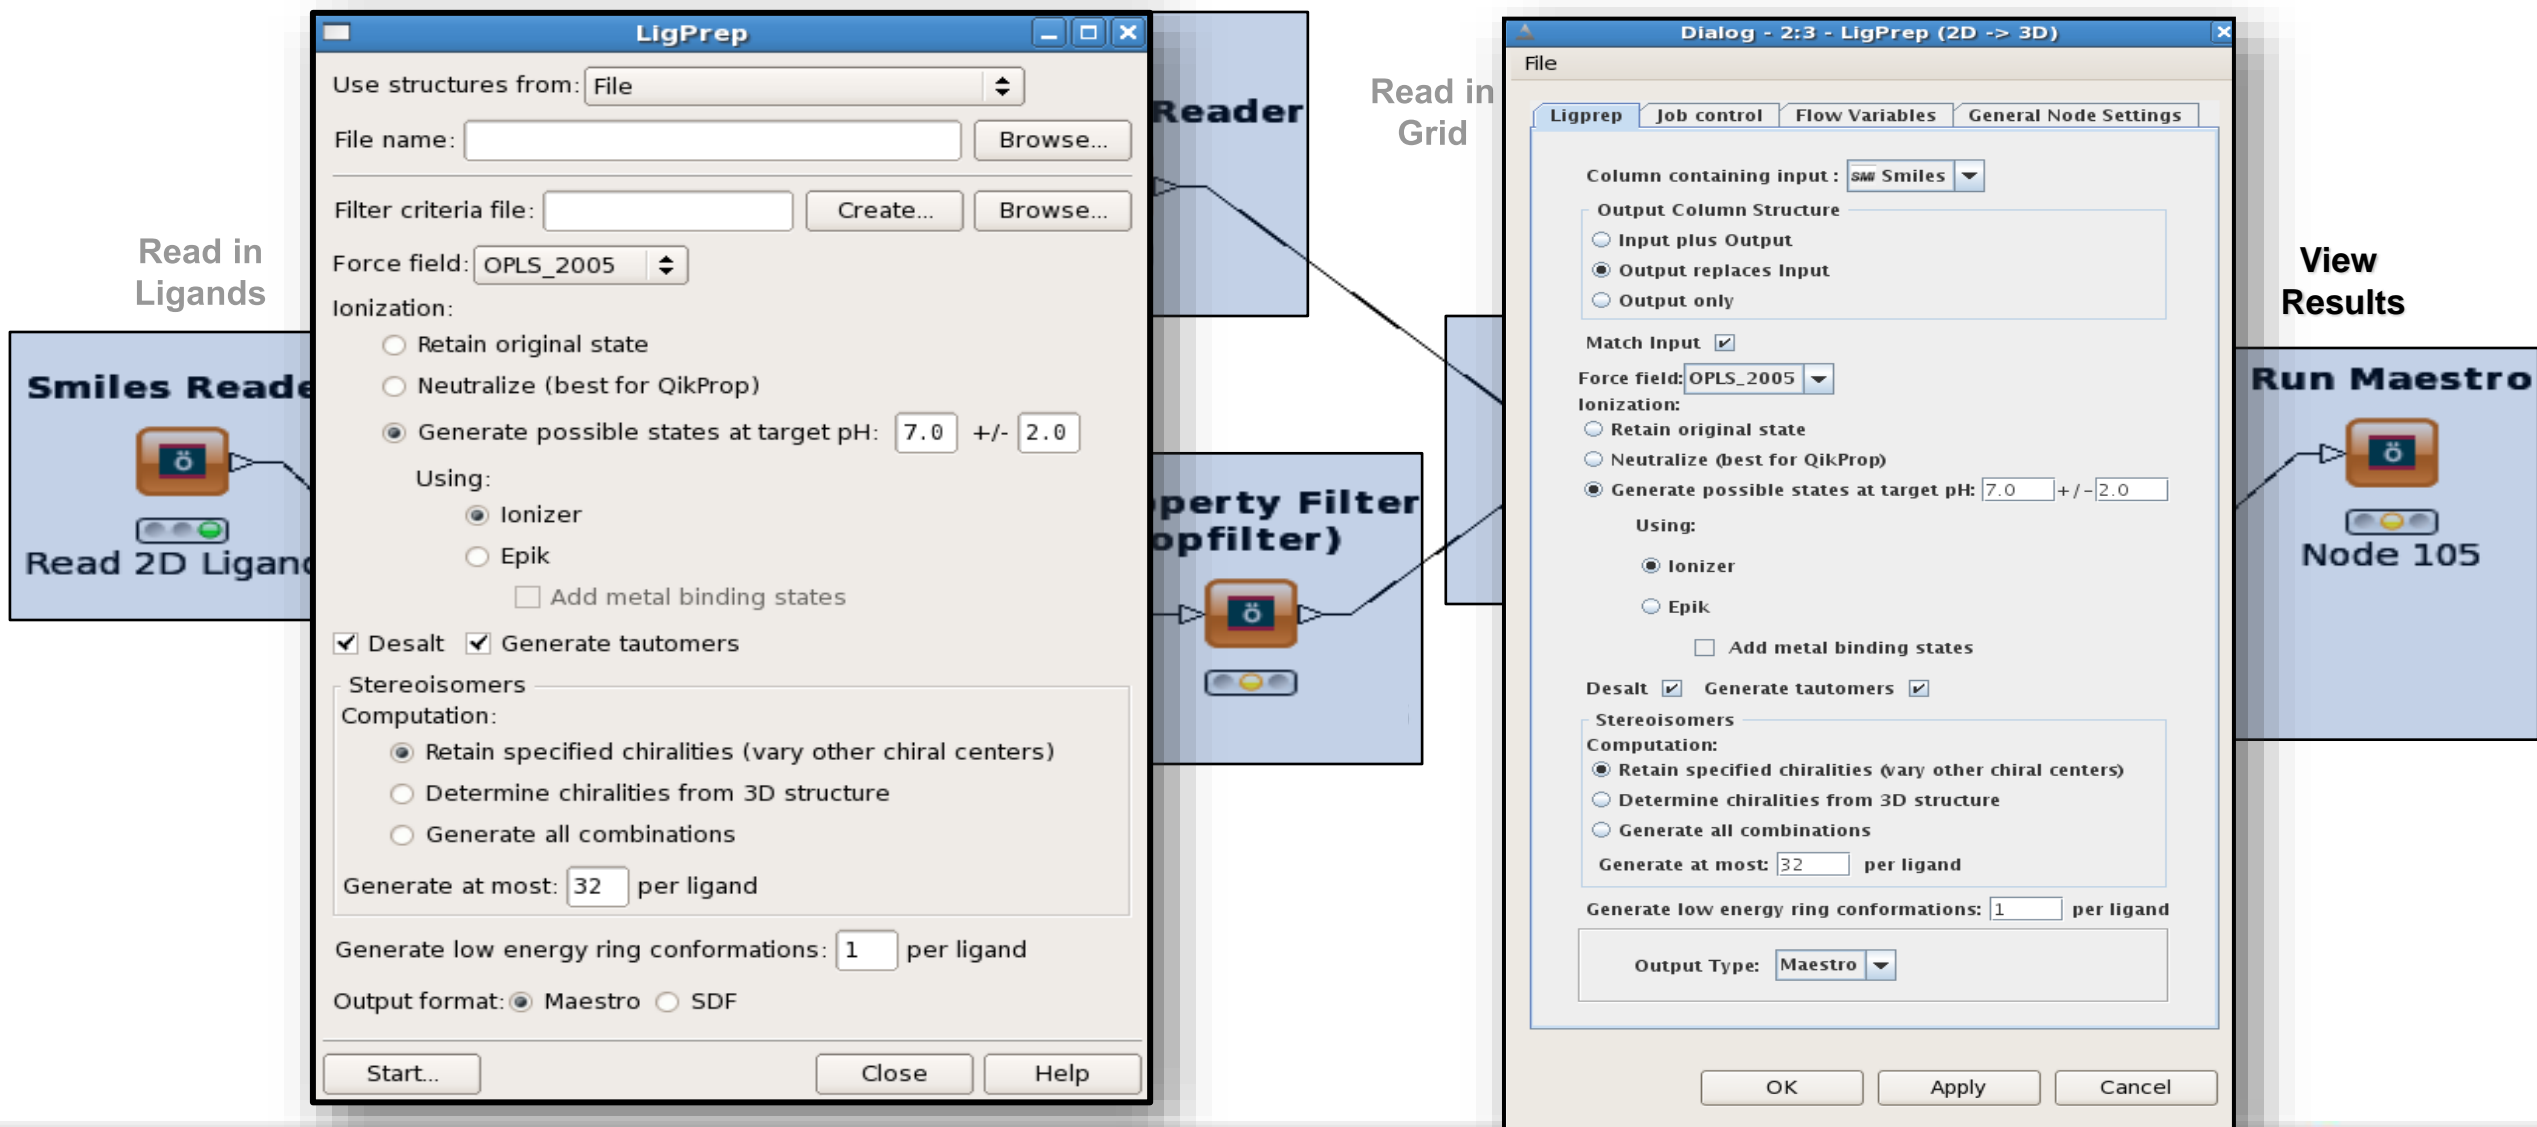 Read in
Ligands
Smiles Reade
Read 2D Ligan
LigPrep
Use structures from: File
File name: Browse...
Filter criteria file: Create... Browse...
Force field: OPLS_2005
Ionization:
Retain original state
Neutralize (best for QikProp)
Generate possible states at target pH: 7.0 +/- 2.0
Using:
Ionizer
Epik
Add metal binding states
Desalt Generate tautomers
Stereoisomers
Computation:
Retain specified chiralities (vary other chiral centers)
Determine chiralities from 3D structure
Generate all combinations
Generate at most: 32 per ligand
Generate low energy ring conformations: 1 per ligand
Output format: Maestro SDF
Start... Close Help
Reader
Read in
Grid
perty Filter
opfilter)
Dialog - 2:3 - LigPrep (2D -> 3D)
File
Ligprep Job control Flow Variables General Node Settings
Column containing input : SMI Smiles
Output Column Structure
Input plus Output
Output replaces Input
Output only
Match Input
Force field: OPLS_2005
Ionization:
Retain original state
Neutralize (best for QikProp)
Generate possible states at target pH: 7.0 +/- 2.0
Using:
Ionizer
Epik
Add metal binding states
Desalt Generate tautomers
Stereoisomers
Computation:
Retain specified chiralities (vary other chiral centers)
Determine chiralities from 3D structure
Generate all combinations
Generate at most: 32 per ligand
Generate low energy ring conformations: 1 per ligand
Output Type: Maestro
OK Apply Cancel
View
Results
Run Maestro
Node 105